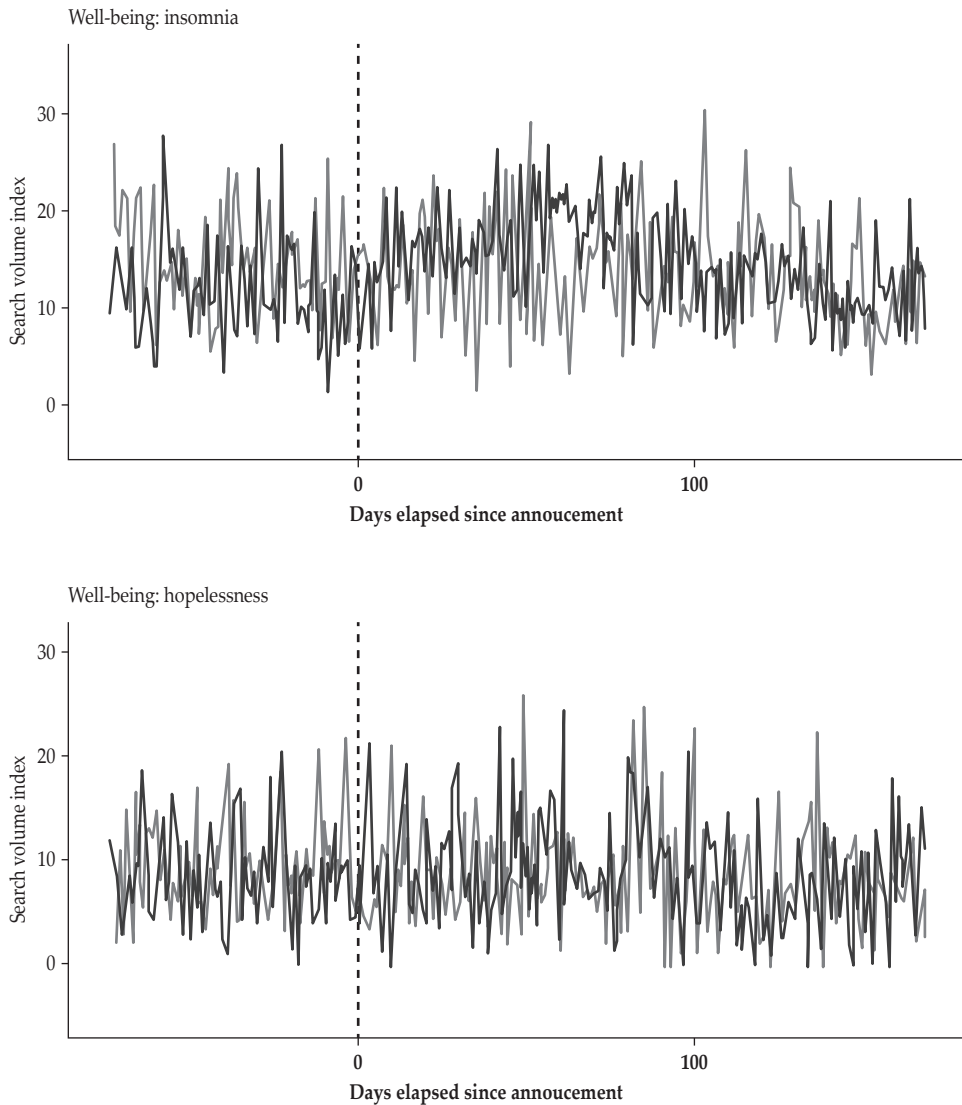 Well-being: insomnia
30
20
10
0
Search volume index
0
100
Days elapsed since annoucement
Well-being: hopelessness
30
20
10
0
Search volume index
0
100
Days elapsed since annoucement